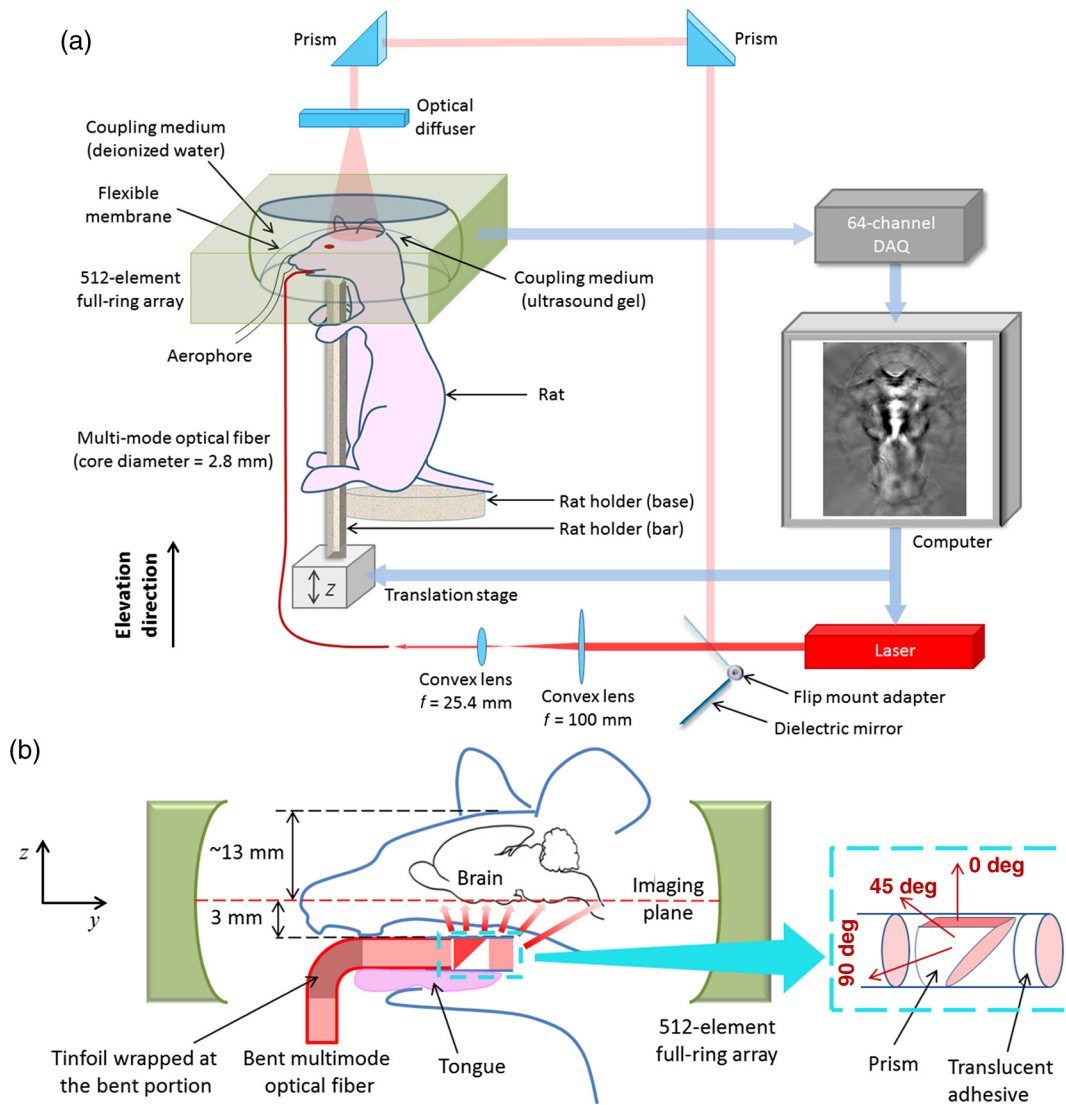 (a)
Prism
Prism
Optical
diffuser
Coupling medium
(deionized water)
Flexible
membrane
512-element
full-ring array
Aerophore
Coupling medium
(ultrasound gel)
64-channel
DAQ
Rat
Multi-mode optical fiber
(core diameter = 2.8 mm)
Rat holder (base)
Rat holder (bar)
Computer
Elevation
direction
Z
Translation stage
Laser
Convex lens
f = 25.4 mm
Convex lens
f = 100 mm
Flip mount adapter
Dielectric mirror
(b)
z
y
~13 mm
3 mm
Brain
Imaging
plane
0 deg
45 deg
90 deg
Tinfoil wrapped at
the bent portion
Bent multimode
optical fiber
Tongue
512-element
full-ring array
Prism
Translucent
adhesive